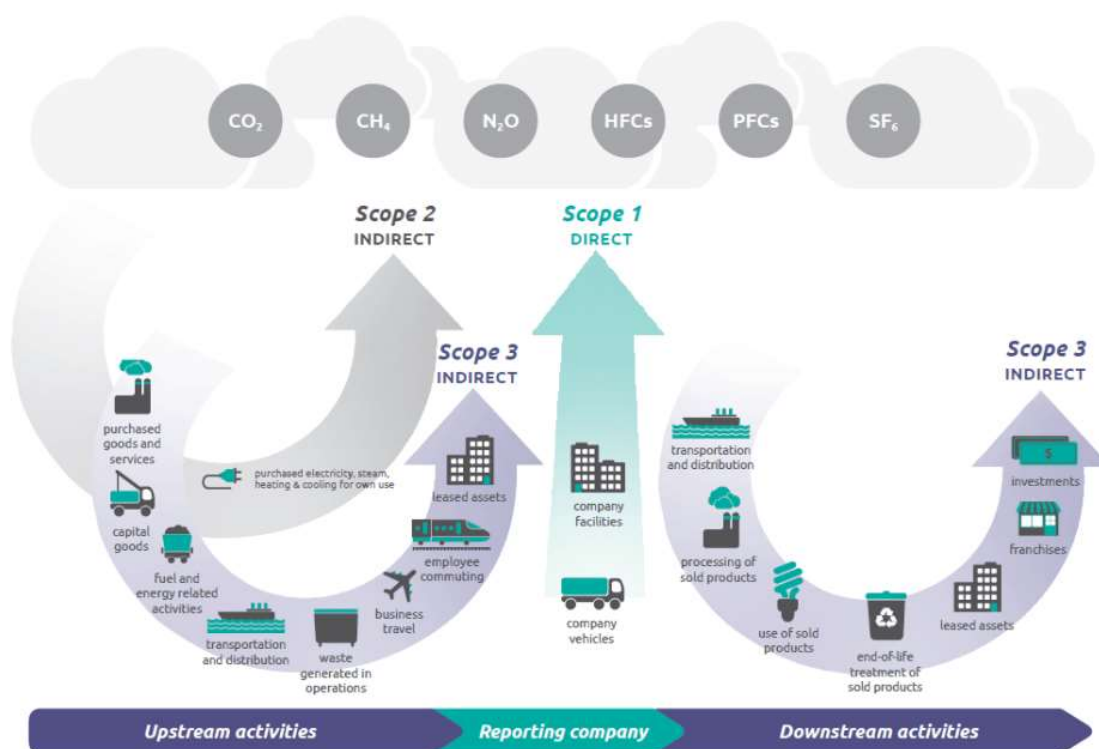 CO₂
CH₄
N₂O
HFCs
PFCs
SF₆
Scope 2
INDIRECT
Scope 1
DIRECT
Scope 3
INDIRECT
Scope 3
INDIRECT
purchased
goods and
services
capital
goods
fuel and
energy related
activities
transportation
and distribution
waste
generated in
operations
business
travel
employee
commuting
leased assets
purchased electricity, steam,
heating & cooling for own use
company
facilities
company
vehicles
transportation
and distribution
processing of
sold products
use of sold
products
end-of-life
treatment of
sold products
leased assets
franchises
$
investments
Upstream activities
Reporting company
Downstream activities